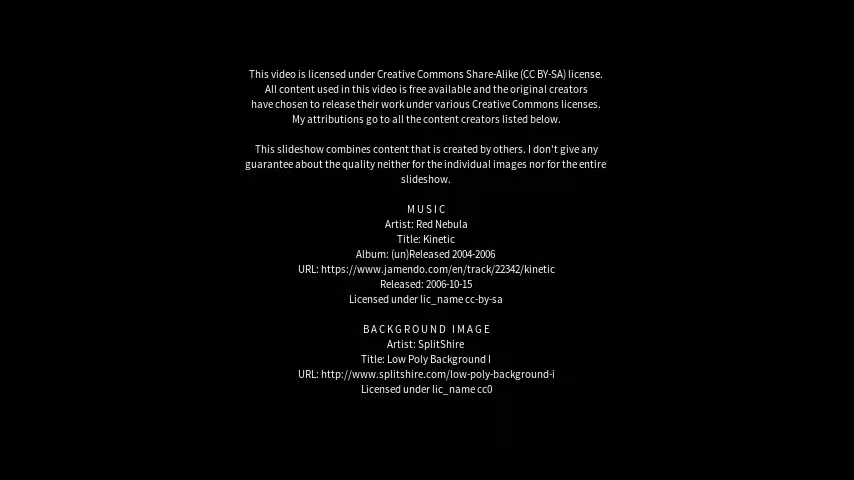 This video is licensed under Creative Commons Share-Alike (CC BY-SA) license.
All content used in this video is free available and the original creators
have chosen to release their work under various Creative Commons licenses.
My attributions go to all the content creators listed below.
This slideshow combines content that is created by others. I don't give any
guarantee about the quality neither for the individual images nor for the entire
slideshow.
MUSIC
Artist: Red Nebula
Title: Kinetic
Album: (un)Released 2004-2006
URL: https://www.jamendo.com/en/track/22342/kinetic
Released: 2006-10-15
Licensed under lic_name cc-by-sa
BACKGROUND IMAGE
Artist: SplitShire
Title: Low Poly Background I
URL: http://www.splitshire.com/low-poly-background-i
Licensed under lic_name cc0